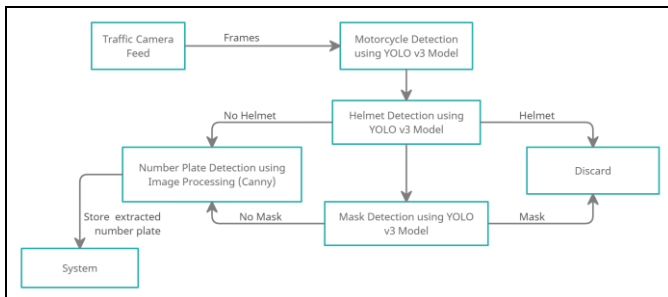 Traffic Camera
Feed
Frames
Motorcycle Detection
using YOLO v3 Model
No Helmet
Helmet Detection using
YOLO v3 Model
Helmet
Number Plate Detection using
Image Processing (Canny)
Discard
Store extracted
number plate
No Mask
Mask Detection using YOLO
v3 Model
Mask
System